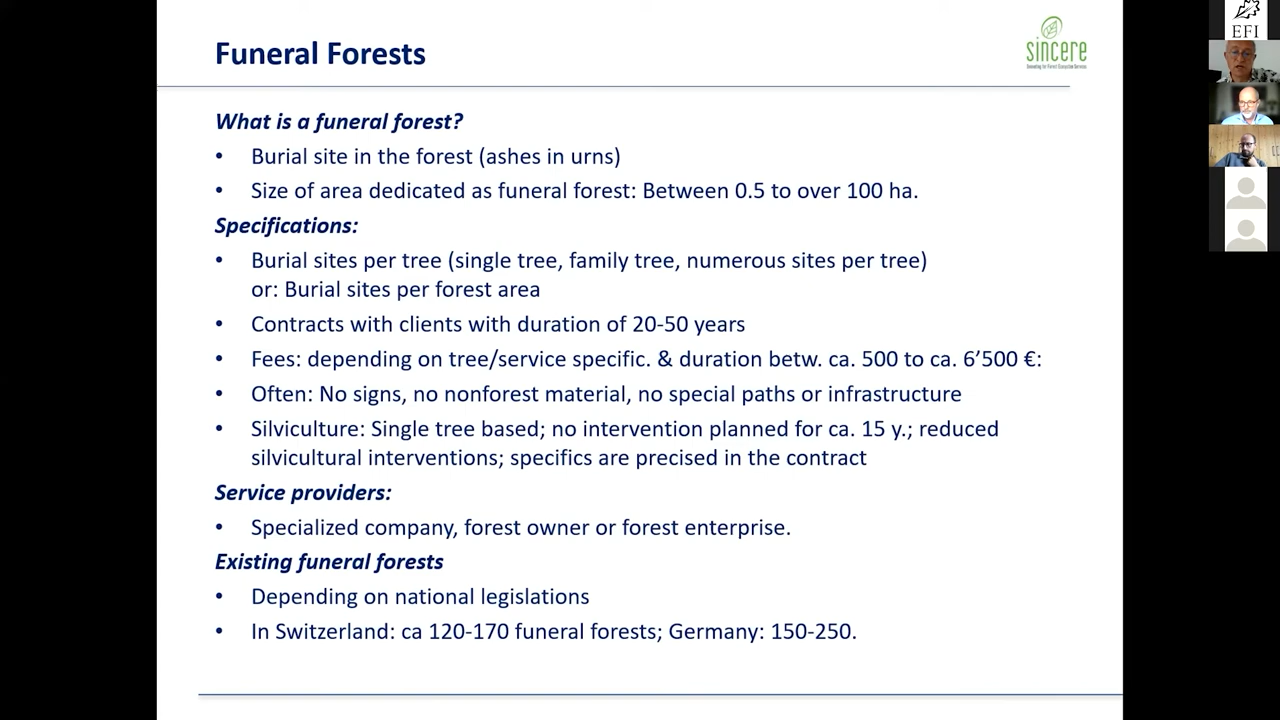 Funeral Forests
sincere
Innovating for Forest Ecosystem Services
EFI
What is a funeral forest?
• Burial site in the forest (ashes in urns)
• Size of area dedicated as funeral forest: Between 0.5 to over 100 ha.
Specifications:
• Burial sites per tree (single tree, family tree, numerous sites per tree)
or: Burial sites per forest area
• Contracts with clients with duration of 20-50 years
• Fees: depending on tree/service specific. & duration betw. ca. 500 to ca. 6’500 €:
• Often: No signs, no nonforest material, no special paths or infrastructure
• Silviculture: Single tree based; no intervention planned for ca. 15 y.; reduced
silvicultural interventions; specifics are precised in the contract
Service providers:
• Specialized company, forest owner or forest enterprise.
Existing funeral forests
• Depending on national legislations
• In Switzerland: ca 120-170 funeral forests; Germany: 150-250.